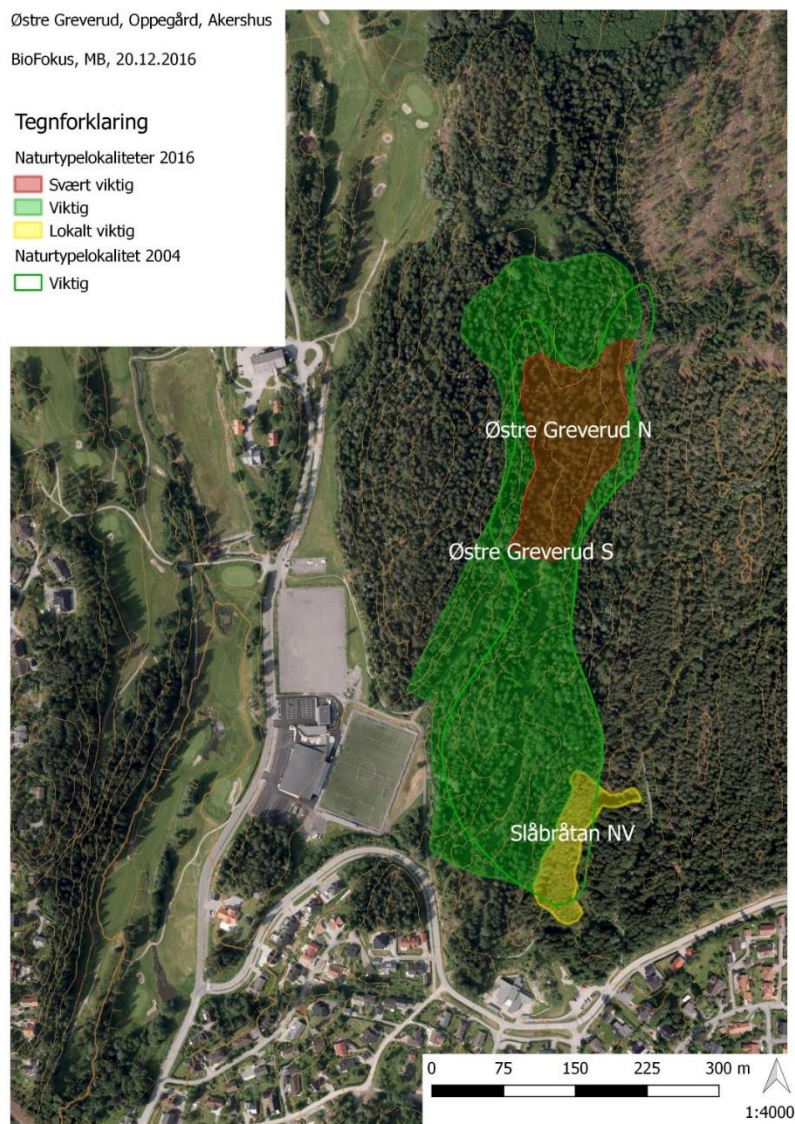 Østre Greverud, Oppegård, Akershus
BioFokus, MB, 20.12.2016
Tegnforklaring
Naturtypelokaliteter 2016
Svært viktig
Viktig
Lokalt viktig
Naturtypelokalitet 2004
Viktig
Østre Greverud N
Østre Greverud S
Slåbråtan NV
0 75 150 225 300 m
1:4000